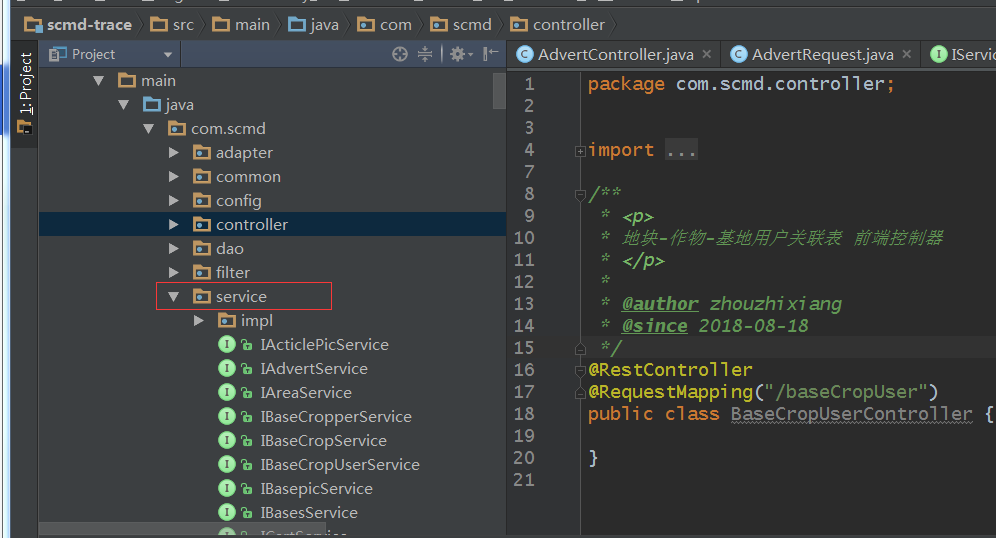 scmd-trace src main java com scmd controller
1: Project
Project
main
java
com.scmd
adapter
common
config
controller
dao
filter
service
impl
IActiclePicService
IAdvertService
IAreaService
IBaseCropperService
IBaseCropService
IBaseCropUserService
IBasepicService
IBasesService
AdvertController.java AdvertRequest.java IServic
1 package com.scmd.controller;
2
3
4 import ...
7
8 /**
9 * <p>
10 * 地块-作物-基地用户关联表 前端控制器
11 * </p>
12 *
13 * @author zhouzhixiang
14 * @since 2018-08-18
15 */
16 @RestController
17 @RequestMapping("/baseCropUser")
18 public class BaseCropUserController {
19
20 }
21